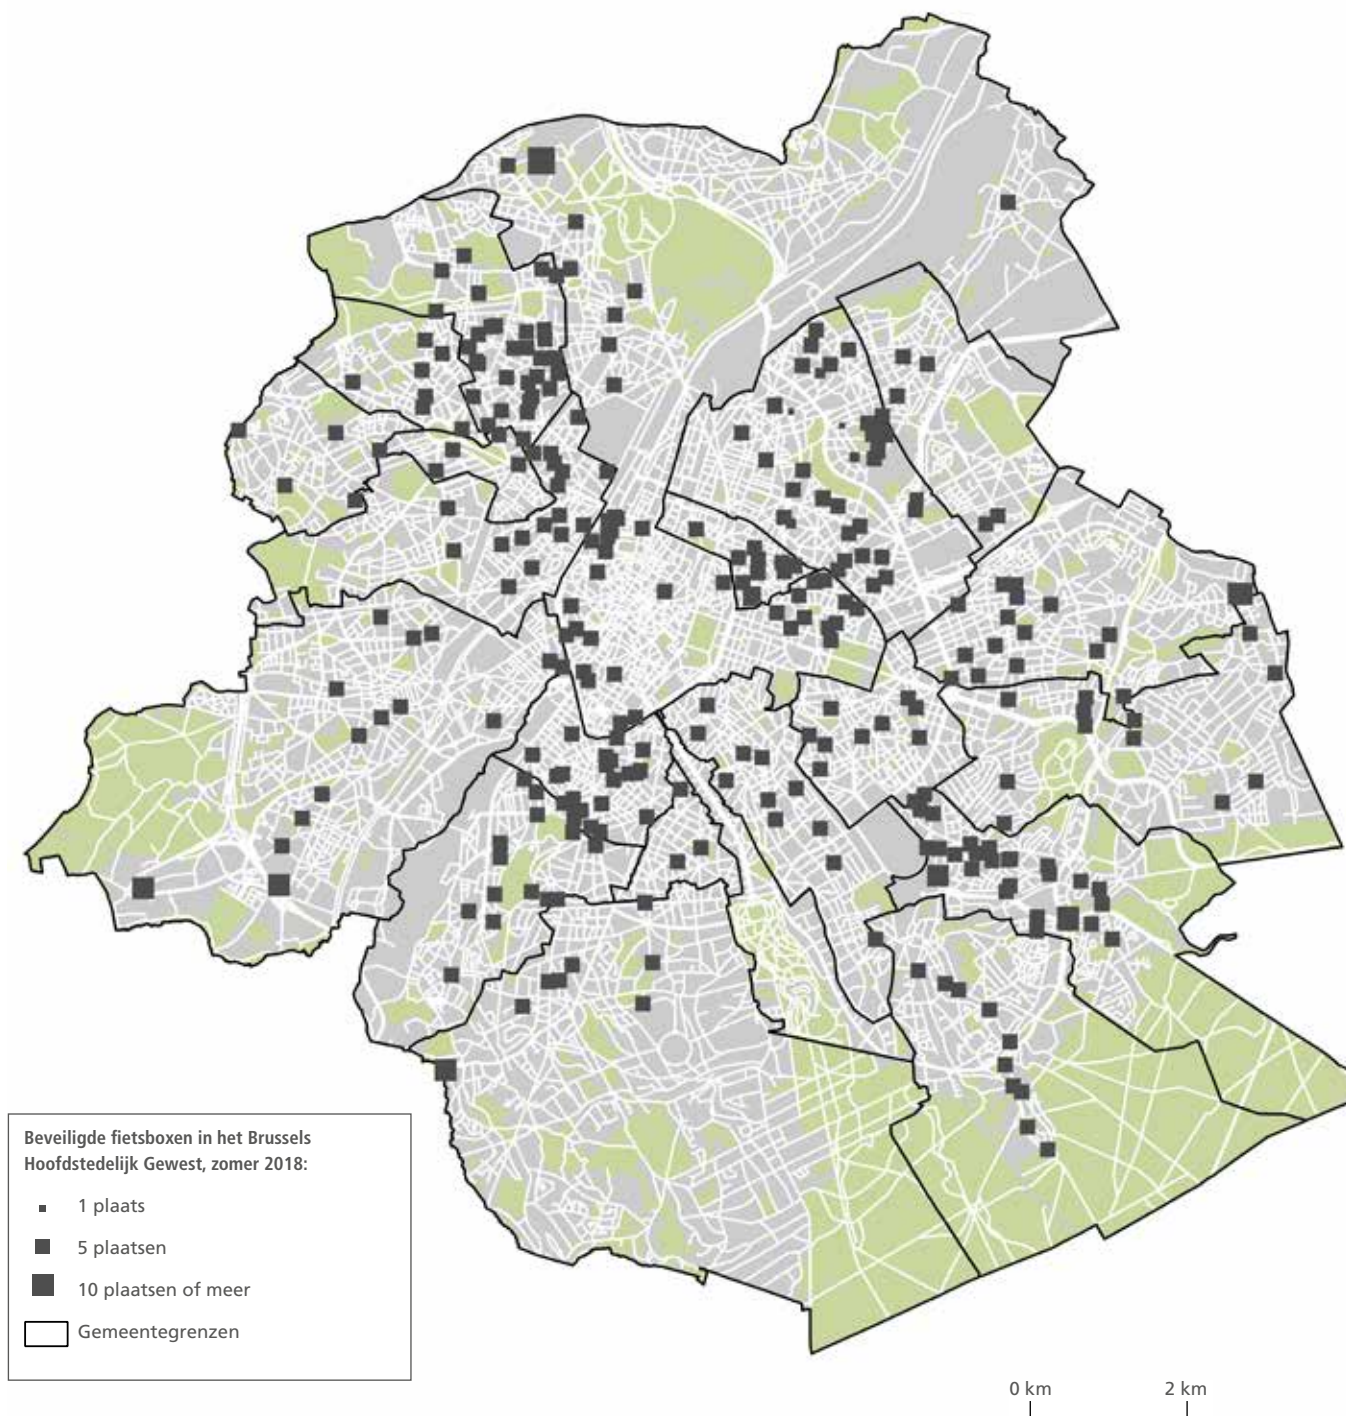 Beveiligde fietsboxen in het Brussels
Hoofdstedelijk Gewest, zomer 2018:
1 plaats
5 plaatsen
10 plaatsen of meer
Gemeentegrenzen
0 km 2 km